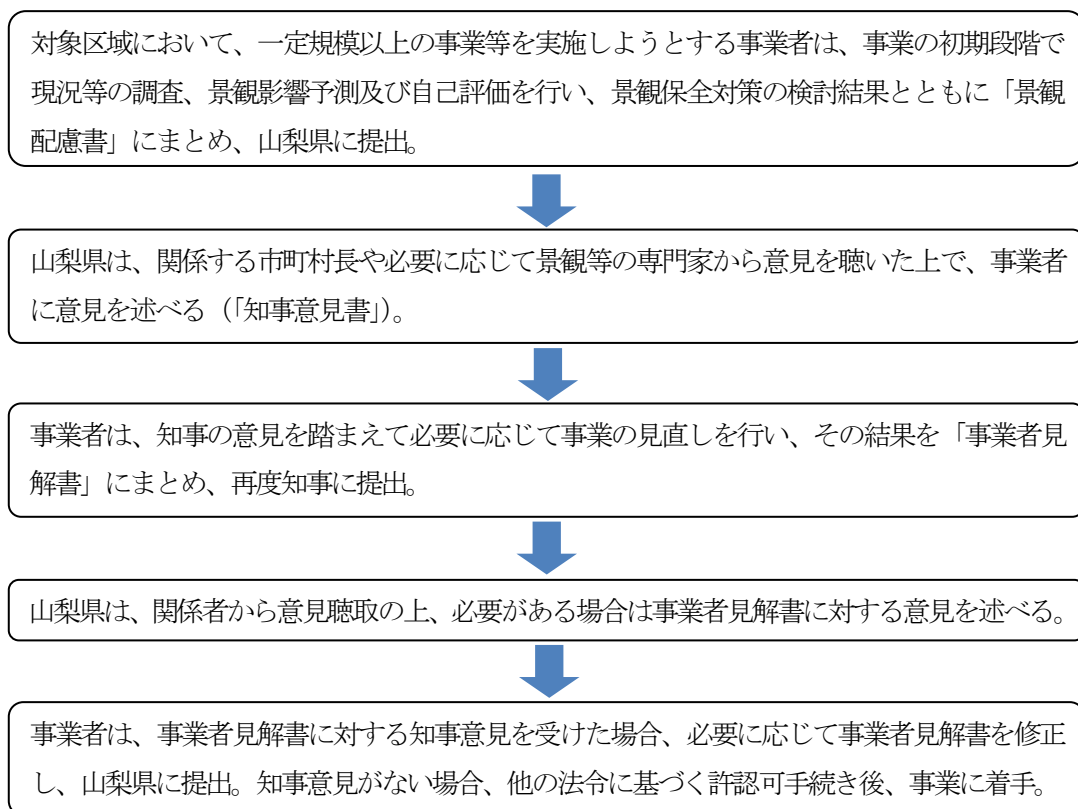 対象区域において、一定規模以上の事業等を実施しようとする事業者は、事業の初期段階で
現況等の調査、景観影響予測及び自己評価を行い、景観保全対策の検討結果とともに「景観
配慮書」にまとめ、山梨県に提出。
山梨県は、関係する市町村長や必要に応じて景観等の専門家から意見を聴いた上で、事業者
に意見を述べる（「知事意見書」）。
事業者は、知事の意見を踏まえて必要に応じて事業の見直しを行い、その結果を「事業者見
解書」にまとめ、再度知事に提出。
山梨県は、関係者から意見聴取の上、必要がある場合は事業者見解書に対する意見を述べる。
事業者は、事業者見解書に対する知事意見を受けた場合、必要に応じて事業者見解書を修正
し、山梨県に提出。知事意見がない場合、他の法令に基づく許認可手続き後、事業に着手。